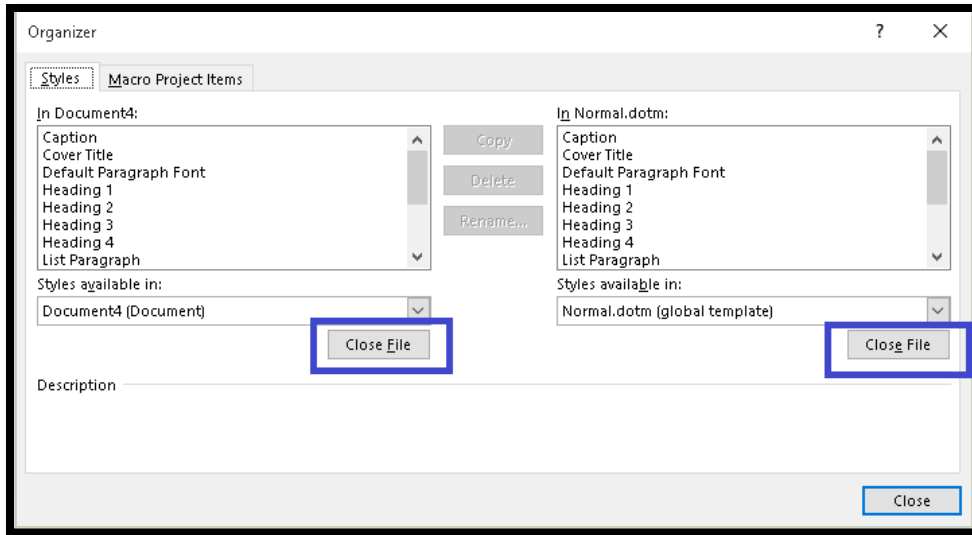 Organizer
Styles Macro Project Items
In Document4:
Caption
Cover Title
Default Paragraph Font
Heading 1
Heading 2
Heading 3
Heading 4
List Paragraph
Styles available in:
Document4 (Document)
Close File
Copy
Delete
Rename...
In Normal.dotm:
Caption
Cover Title
Default Paragraph Font
Heading 1
Heading 2
Heading 3
Heading 4
List Paragraph
Styles available in:
Normal.dotm (global template)
Close File
Description
Close